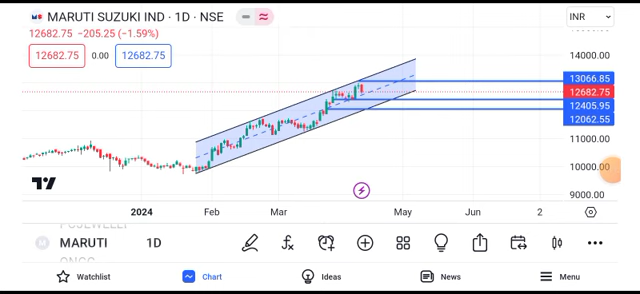 MARUTI SUZUKI IND · 1D · NSE
INR
12682.75 −205.25 (−1.59%)
12682.75 0.00 12682.75
14000.00
13066.85
12682.75
12405.95
12062.55
11000.00
10000.00
9000.00
2024 Feb Mar May Jun 2
MARUTI 1D
Watchlist Chart Ideas News Menu